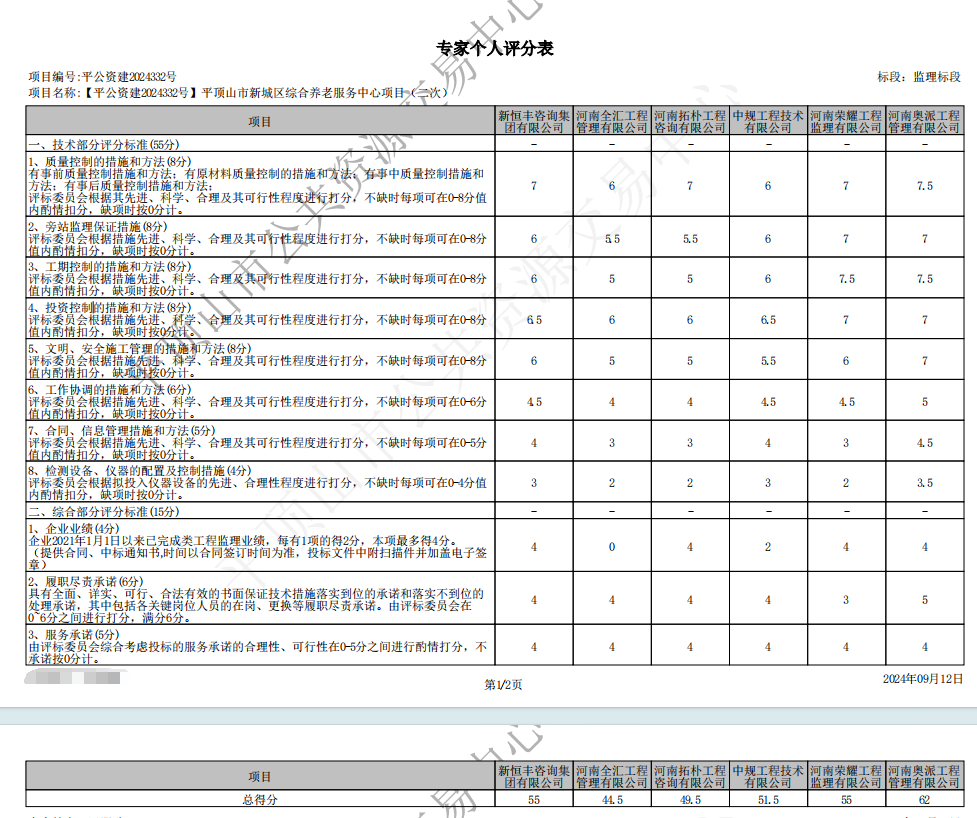 专家个人评分表
项目编号:平公资建2024332号
标段：监理标段
项目名称:【平公资建2024332号】平顶山市新城区综合养老服务中心项目（二次）
项目 新恒丰咨询集团有限公司 河南全汇工程管理有限公司 河南拓朴工程咨询有限公司 中规工程技术有限公司 河南荣耀工程监理有限公司 河南奥派工程管理有限公司
一、技术部分评分标准(55分) - - - - - -
1、质量控制的措施和方法(8分)
有事前质量控制措施和方法；有原材料质量控制的措施和方法；有事中质量控制措施和
方法；有事后质量控制措施和方法；
评标委员会根据其先进、科学、合理及其可行性程度进行打分，不缺时每项可在0-8分值
内酌情扣分，缺项时按0分计。
7 6 7 6 7 7.5
2、旁站监理保证措施(8分)
评标委员会根据措施先进、科学、合理及其可行性程度进行打分，不缺时每项可在0-8分
值内酌情扣分，缺项时按0分计。
6 5.5 5.5 6 7 7
3、工期控制的措施和方法(8分)
评标委员会根据措施先进、科学、合理及其可行性程度进行打分，不缺时每项可在0-8分
值内酌情扣分，缺项时按0分计。
6 5 5 6 7.5 7.5
4、投资控制的措施和方法(8分)
评标委员会根据措施先进、科学、合理及其可行性程度进行打分，不缺时每项可在0-8分
值内酌情扣分，缺项时按0分计。
6.5 6 6 6.5 7 7
5、文明、安全施工管理的措施和方法(8分)
评标委员会根据措施先进、科学、合理及其可行性程度进行打分，不缺时每项可在0-8分
值内酌情扣分，缺项时按0分计。
6 5 5 5.5 6 7
6、工作协调的措施和方法(6分)
评标委员会根据措施先进、科学、合理及其可行性程度进行打分，不缺时每项可在0-6分
值内酌情扣分，缺项时按0分计。
4.5 4 4 4.5 4.5 5
7、合同、信息管理措施和方法(5分)
评标委员会根据措施先进、科学、合理及其可行性程度进行打分，不缺时每项可在0-5分
值内酌情扣分，缺项时按0分计。
4 3 3 4 3 4.5
8、检测设备、仪器的配置及控制措施(4分)
评标委员会根据拟投入仪器设备的先进、合理性程度进行打分，不缺时每项可在0-4分值
内酌情扣分，缺项时按0分计。
3 2 2 3 2 3.5
二、综合部分评分标准(15分) - - - - - -
1、企业业绩(4分)
企业2021年1月1日以来已完成类工程监理业绩，每有1项的得2分，本项最多得4分。
（提供合同、中标通知书,时间以合同签订时间为准，投标文件中附扫描件并加盖电子签
章）
4 0 4 2 4 4
2、履职尽责承诺(6分)
具有全面、详实、可行、合法有效的书面保证技术措施落实到位的承诺和落实不到位的
处理承诺，其中包括各关键岗位人员的在岗、更换等履职尽责承诺。由评标委员会在
0~6分之间进行打分，满分6分。
4 4 4 4 3 5
3、服务承诺(5分)
由评标委员会综合考虑投标的服务承诺的合理性、可行性在0-5分之间进行酌情打分，不
承诺按0分计。
4 4 4 4 4 4
第1/2页
2024年09月12日
项目 新恒丰咨询集团有限公司 河南全汇工程管理有限公司 河南拓朴工程咨询有限公司 中规工程技术有限公司 河南荣耀工程监理有限公司 河南奥派工程管理有限公司
总得分 55 44.5 49.5 51.5 55 62
平顶山市公共资源交易中心
平顶山市公共资源交易中心